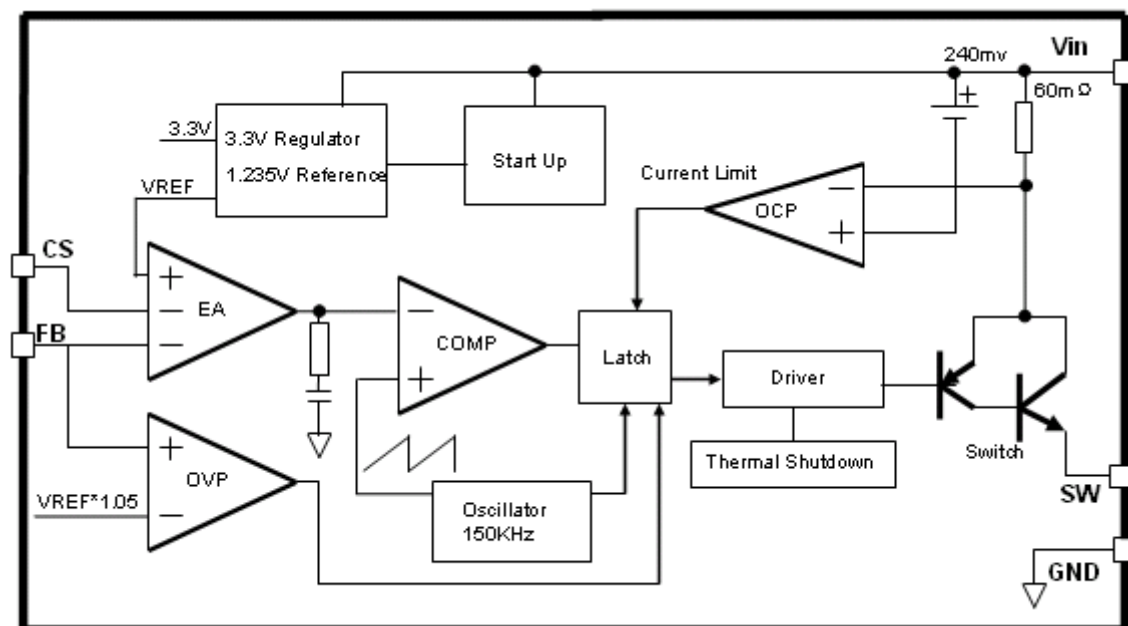 240mv
Vin
60mΩ
3.3V
3.3V Regulator
1.235V Reference
Start Up
VREF
Current Limit
−
OCP
+
CS
+
EA
−
FB
−
−
COMP
+
Latch
Driver
+
OVP
VREF*1.05
−
Oscillator
150KHz
Thermal Shutdown
Switch
SW
GND
+